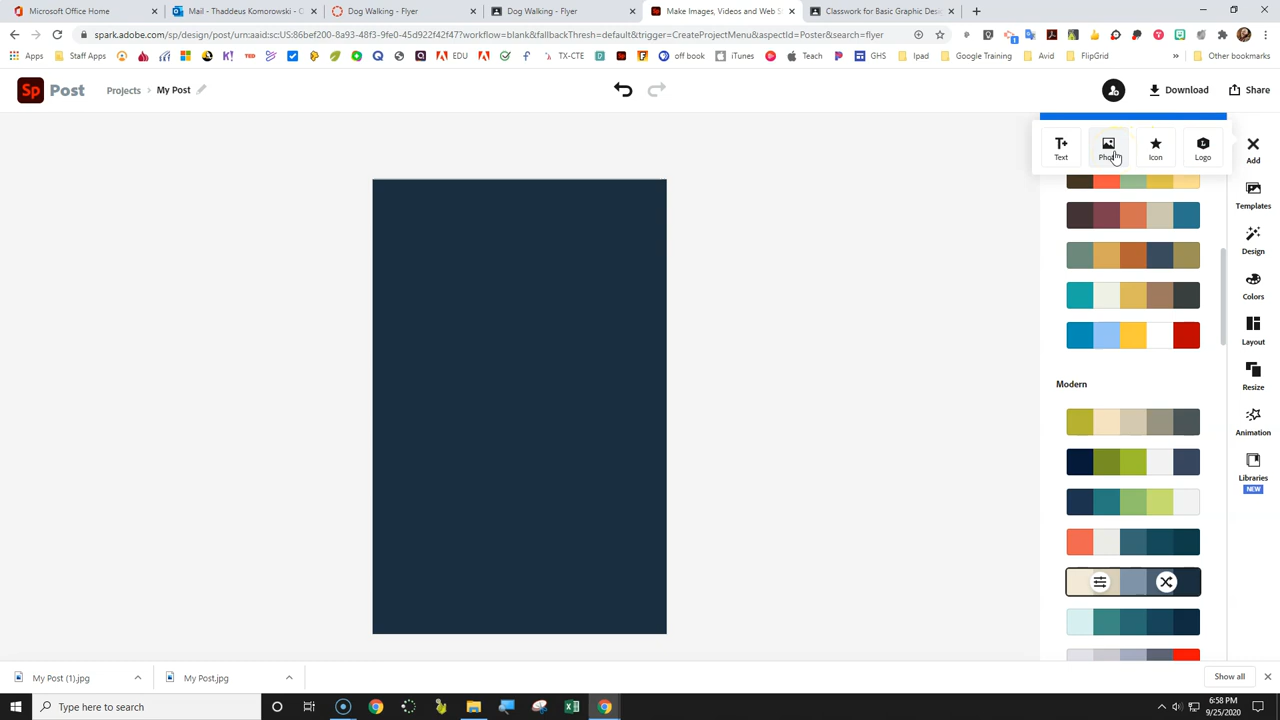 Microsoft Office Home
Mail - Thaddeus Komorowski - O
Dog Walking - Flyer
Dog Walking - Flyer
Make Images, Videos and Web S
Classwork for Basic Graphic Des
spark.adobe.com/sp/design/post/urn:aaid:sc:US:86bef200-8a93-48f3-9fe0-45d922f42f47?workflow=blank&fallbackThresh=default&trigger=CreateProjectMenu&aspectId=Poster&search=flyer
Apps
Staff Apps
EDU
TX-CTE
off book
iTunes
Teach
GHS
Ipad
Google Training
Avid
FlipGrid
Other bookmarks
Sp Post
Projects
My Post
Download
Share
Text
Photo
Icon
Logo
Add
Templates
Design
Colors
Layout
Resize
Animation
Libraries
NEW
Modern
My Post (1).jpg
My Post.jpg
Show all
Type here to search
6:58 PM
9/25/2020